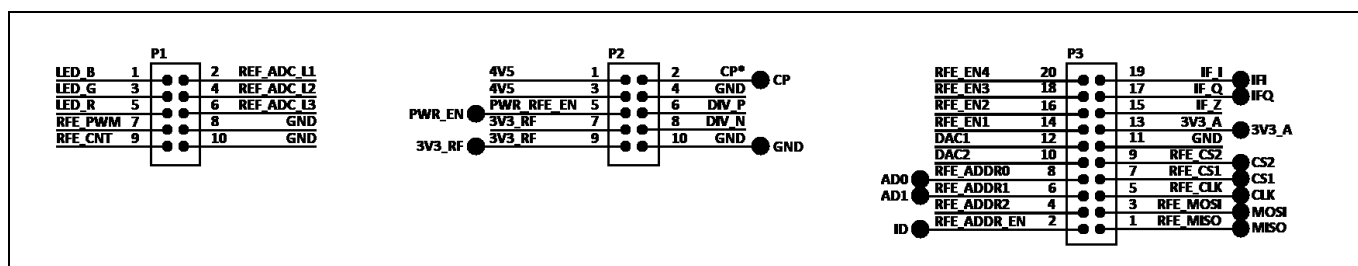 P1
LED_B 1 2 REF_ADC_L1
LED_G 3 4 REF_ADC_L2
LED_R 5 6 REF_ADC_L3
RFE_PWM 7 8 GND
RFE_CNT 9 10 GND
P2
4V5 1 2 CP* CP
4V5 3 4 GND
PWR_EN PWR_RFE_EN 5 6 DIV_P
3V3_RF 7 8 DIV_N
3V3_RF 3V3_RF 9 10 GND GND
P3
RFE_EN4 20 19 IF_I IFI
RFE_EN3 18 17 IF_Q IFQ
RFE_EN2 16 15 IF_Z
RFE_EN1 14 13 3V3_A 3V3_A
DAC1 12 11 GND
DAC2 10 9 RFE_CS2 CS2
AD0 RFE_ADDR0 8 7 RFE_CS1 CS1
AD1 RFE_ADDR1 6 5 RFE_CLK CLK
RFE_ADDR2 4 3 RFE_MOSI MOSI
ID RFE_ADDR_EN 2 1 RFE_MISO MISO